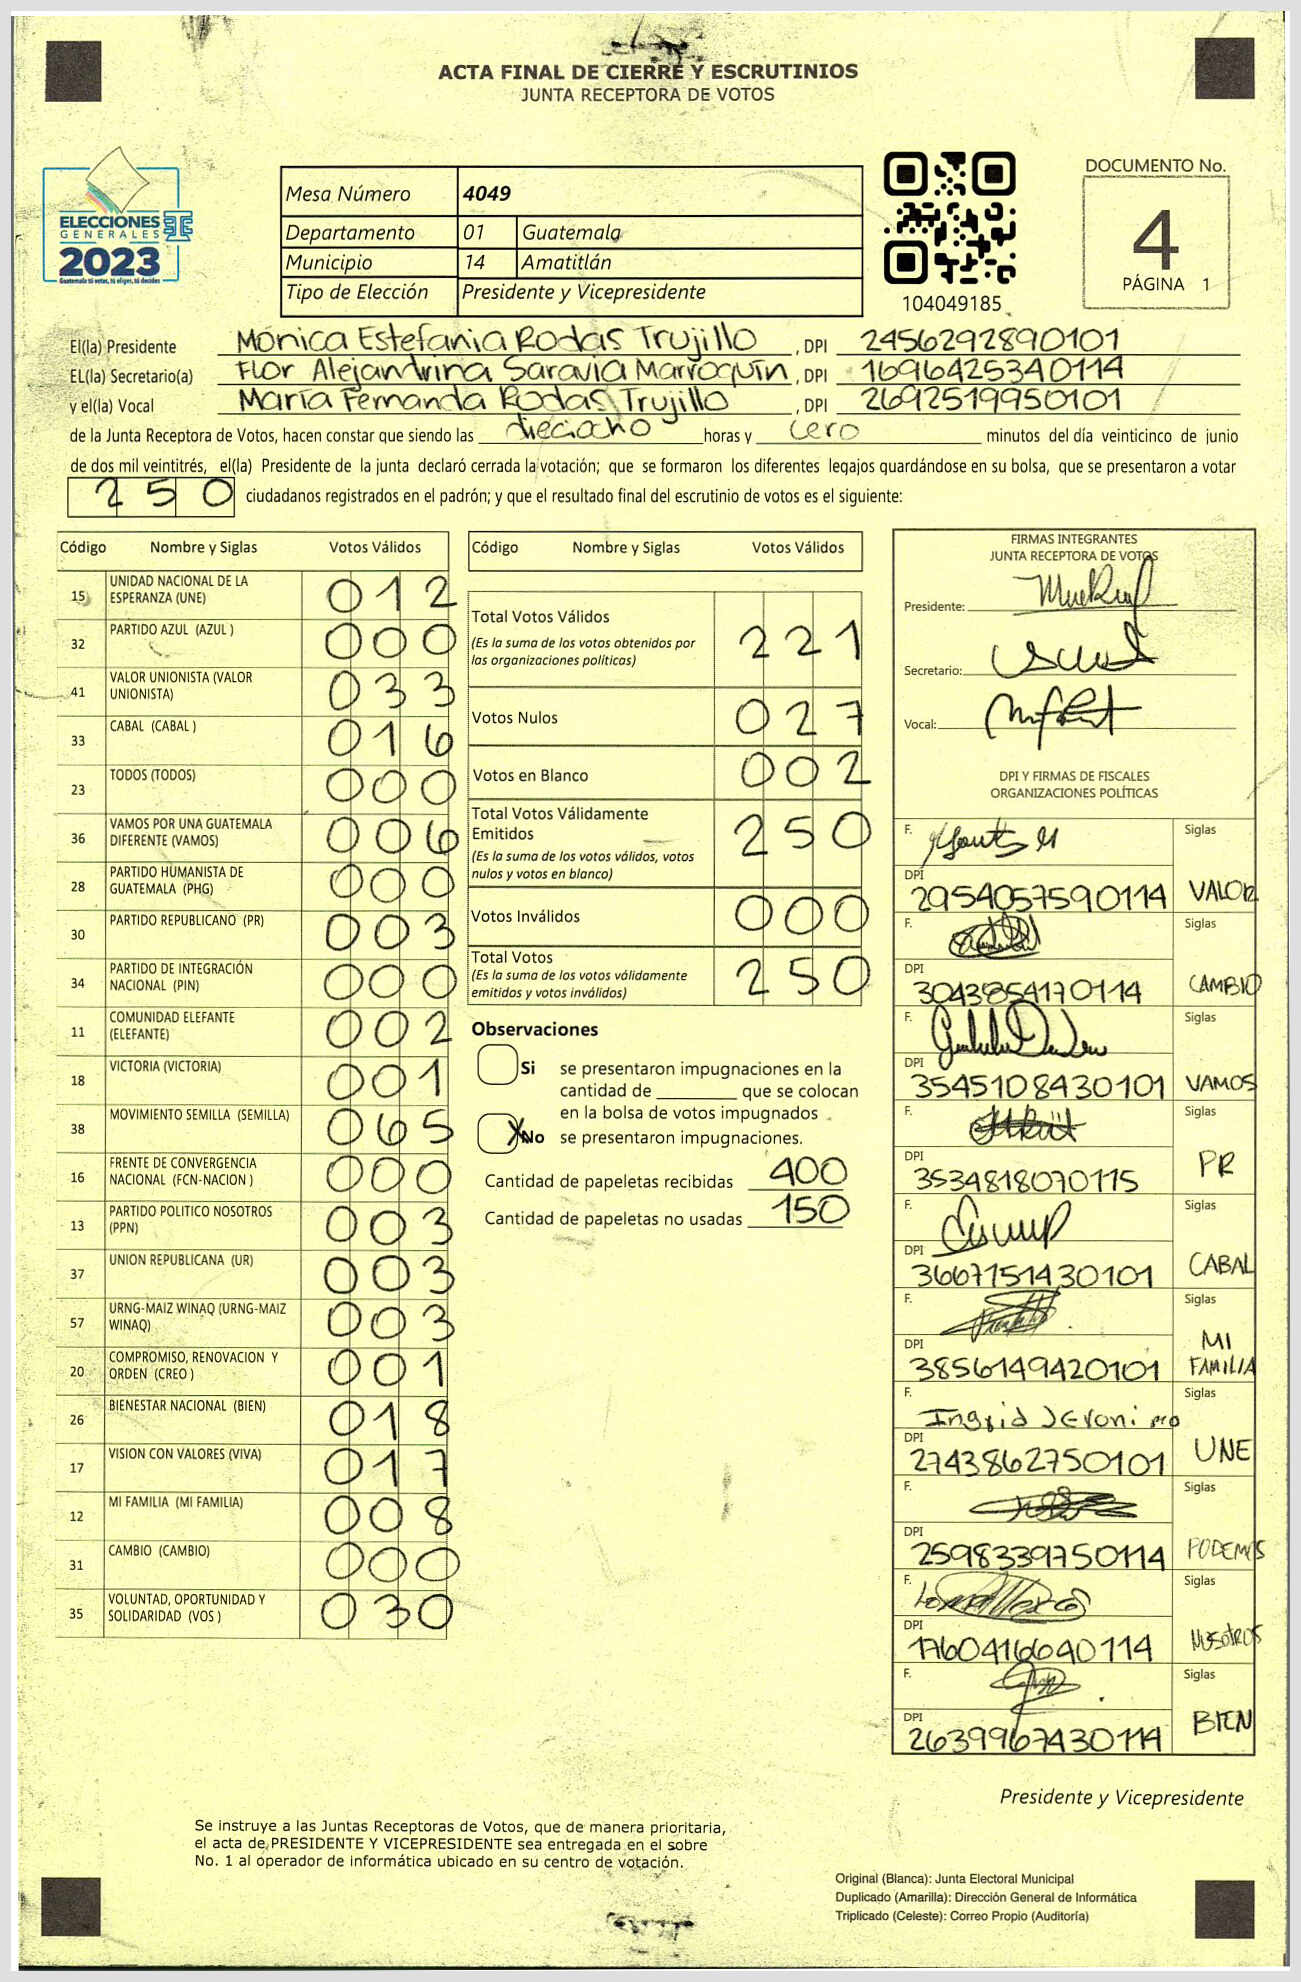 ACTA FINAL DE CIERRE Y ESCRUTINIOS
JUNTA RECEPTORA DE VOTOS
ELECCIONES
GENERALES
2023
Guatemala tú votas, tú eliges, tú decides
Mesa Número 4049
Departamento 01 Guatemala
Municipio 14 Amatitlán
Tipo de Elección Presidente y Vicepresidente
104049185
DOCUMENTO No.
4
PÁGINA 1
El(la) Presidente Mónica Estefania Rodas Trujillo, DPI 2456292890101
EL(la) Secretario(a) Flor Alejandrina Saravia Marroquín, DPI 1696425340114
y el(la) Vocal María Fernanda Rodas Trujillo, DPI 2692519950101
de la Junta Receptora de Votos, hacen constar que siendo las dieciocho horas y cero minutos del día veinticinco de junio
de dos mil veintitrés, el(la) Presidente de la junta declaró cerrada la votación; que se formaron los diferentes legajos guardándose en su bolsa, que se presentaron a votar
250 ciudadanos registrados en el padrón; y que el resultado final del escrutinio de votos es el siguiente:
Código Nombre y Siglas Votos Válidos
15 UNIDAD NACIONAL DE LA ESPERANZA (UNE) 012
32 PARTIDO AZUL (AZUL ) 000
41 VALOR UNIONISTA (VALOR UNIONISTA) 033
33 CABAL (CABAL ) 016
23 TODOS (TODOS) 000
36 VAMOS POR UNA GUATEMALA DIFERENTE (VAMOS) 006
28 PARTIDO HUMANISTA DE GUATEMALA (PHG) 000
30 PARTIDO REPUBLICANO (PR) 003
34 PARTIDO DE INTEGRACIÓN NACIONAL (PIN) 000
11 COMUNIDAD ELEFANTE (ELEFANTE) 002
18 VICTORIA (VICTORIA) 001
38 MOVIMIENTO SEMILLA (SEMILLA) 065
16 FRENTE DE CONVERGENCIA NACIONAL (FCN-NACION ) 000
13 PARTIDO POLITICO NOSOTROS (PPN) 003
37 UNION REPUBLICANA (UR) 003
57 URNG-MAIZ WINAQ (URNG-MAIZ WINAQ) 003
20 COMPROMISO, RENOVACION Y ORDEN (CREO ) 001
26 BIENESTAR NACIONAL (BIEN) 018
17 VISION CON VALORES (VIVA) 017
12 MI FAMILIA (MI FAMILIA) 008
31 CAMBIO (CAMBIO) 000
35 VOLUNTAD, OPORTUNIDAD Y SOLIDARIDAD (VOS ) 030
Código Nombre y Siglas Votos Válidos
Total Votos Válidos 221
(Es la suma de los votos obtenidos por
las organizaciones políticas)
Votos Nulos 027
Votos en Blanco 002
Total Votos Válidamente
Emitidos 250
(Es la suma de los votos válidos, votos
nulos y votos en blanco)
Votos Inválidos 000
Total Votos 250
(Es la suma de los votos válidamente
emitidos y votos inválidos)
Observaciones
Si se presentaron impugnaciones en la
cantidad de ________ que se colocan
en la bolsa de votos impugnados
X No se presentaron impugnaciones.
Cantidad de papeletas recibidas 400
Cantidad de papeletas no usadas 150
FIRMAS INTEGRANTES
JUNTA RECEPTORA DE VOTOS
Presidente:
Secretario:
Vocal:
DPI Y FIRMAS DE FISCALES
ORGANIZACIONES POLÍTICAS
F. Siglas
DPI 2954057590114 VALOR
F. Siglas
DPI 3043854170114 CAMBIO
F. Siglas
DPI 3545108430101 VAMOS
F. Siglas
DPI 3534818070115 PR
F. Siglas
DPI 3667151430101 CABAL
F. Siglas
DPI 3856149420101 MI FAMILIA
F. Ingrid Jeronimo Siglas
DPI 2743862750101 UNE
F. Siglas
DPI 2598339750114 PODEMOS
F. Siglas
DPI 1760416640114 NOSOTROS
F. Siglas
DPI 2639967430114 BIEN
Presidente y Vicepresidente
Se instruye a las Juntas Receptoras de Votos, que de manera prioritaria,
el acta de PRESIDENTE Y VICEPRESIDENTE sea entregada en el sobre
No. 1 al operador de informática ubicado en su centro de votación.
Original (Blanca): Junta Electoral Municipal
Duplicado (Amarilla): Dirección General de Informática
Triplicado (Celeste): Correo Propio (Auditoría)